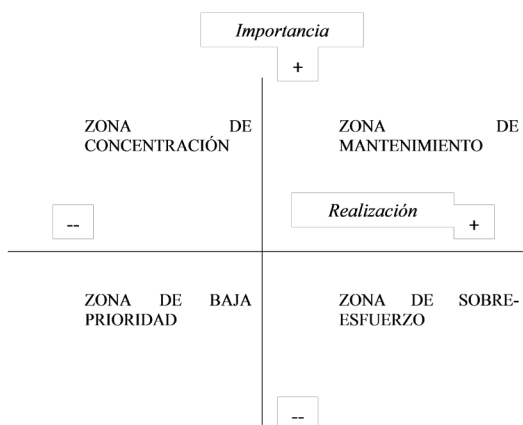 Importancia
+
ZONA DE
CONCENTRACIÓN
ZONA DE
MANTENIMIENTO
--
Realización
+
ZONA DE BAJA
PRIORIDAD
ZONA DE SOBRE-
ESFUERZO
--